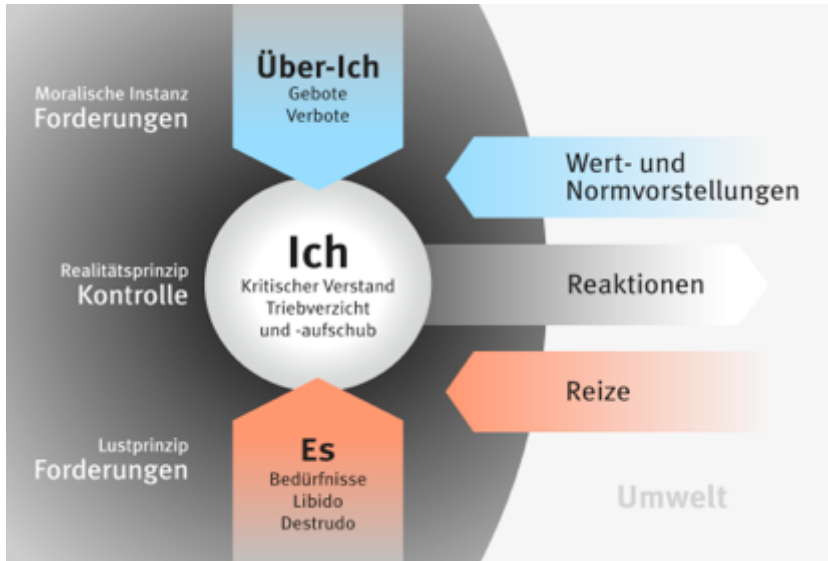 Über-Ich
Gebote
Verbote
Moralische Instanz
Forderungen
Wert- und
Normvorstellungen
Ich
Kritischer Verstand
Triebverzicht
und -aufschub
Realitätsprinzip
Kontrolle
Reaktionen
Reize
Es
Bedürfnisse
Libido
Destrudo
Lustprinzip
Forderungen
Umwelt